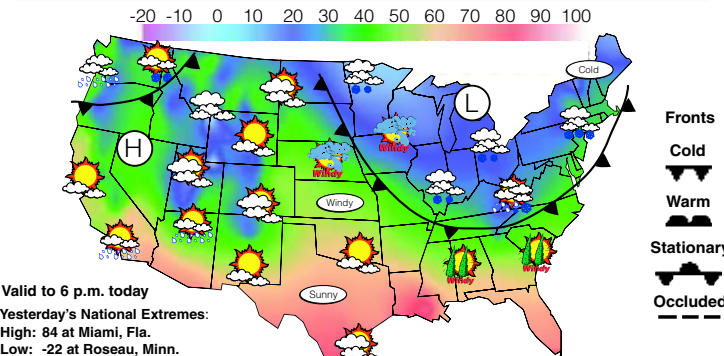 -20 -10 0 10 20 30 40 50 60 70 80 90 100
Cold
L
Fronts
H
Cold
Windy
Windy
Warm
Windy
Stationary
Windy
Windy
Sunny
Occluded
Valid to 6 p.m. today
Yesterday's National Extremes:
High: 84 at Miami, Fla.
Low: -22 at Roseau, Minn.